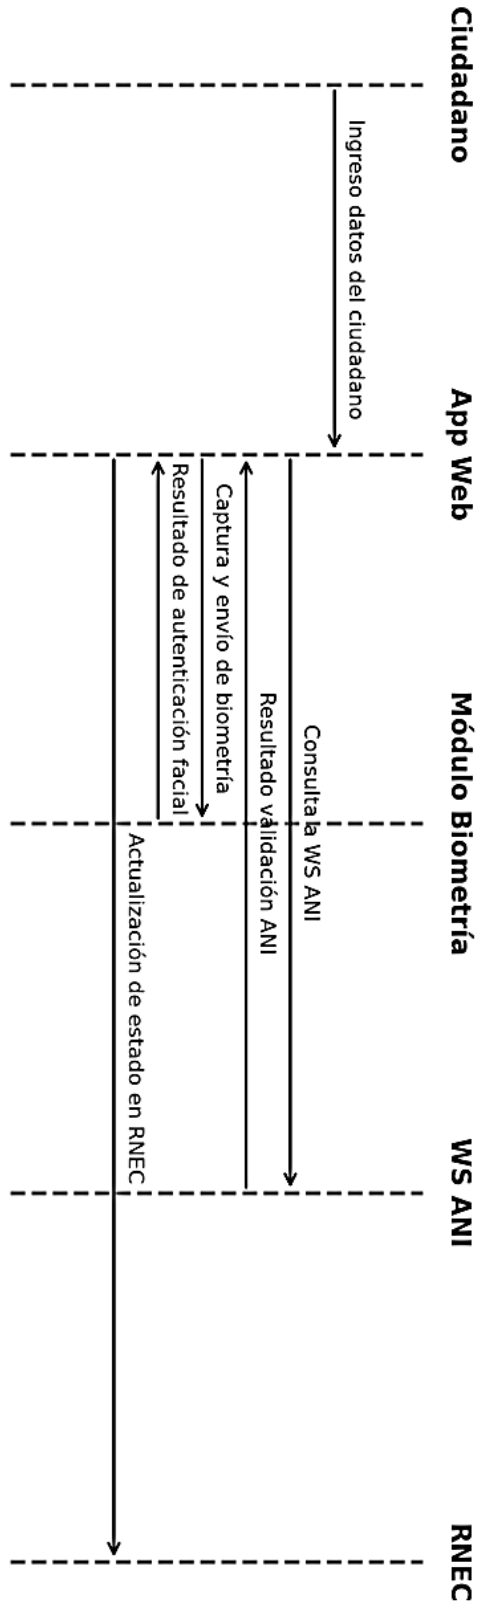 Ciudadano
App Web
Módulo Biometría
WS ANI
RNEC
Ingreso datos del ciudadano
Consulta a WS ANI
Resultado validación ANI
Captura y envío de biometría
Resultado de autenticación facial
Actualización de estado en RNEC